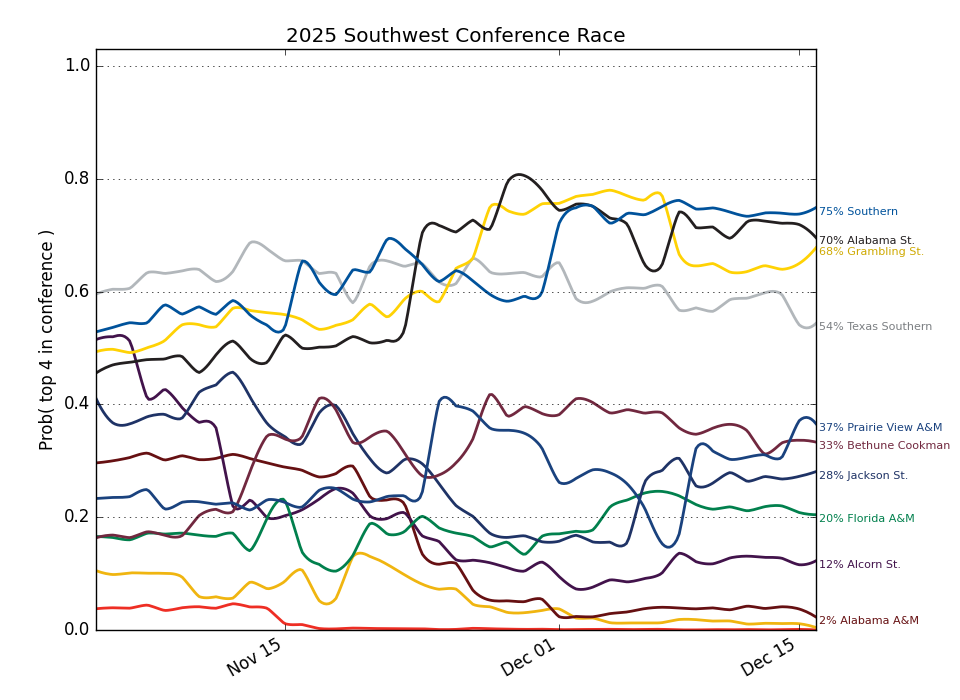 2025 Southwest Conference Race
Prob( top 4 in conference )
1.0
0.8
0.6
0.4
0.2
0.0
Nov 15
Dec 01
Dec 15
75% Southern
70% Alabama St.
68% Grambling St.
54% Texas Southern
37% Prairie View A&M
33% Bethune Cookman
28% Jackson St.
20% Florida A&M
12% Alcorn St.
2% Alabama A&M